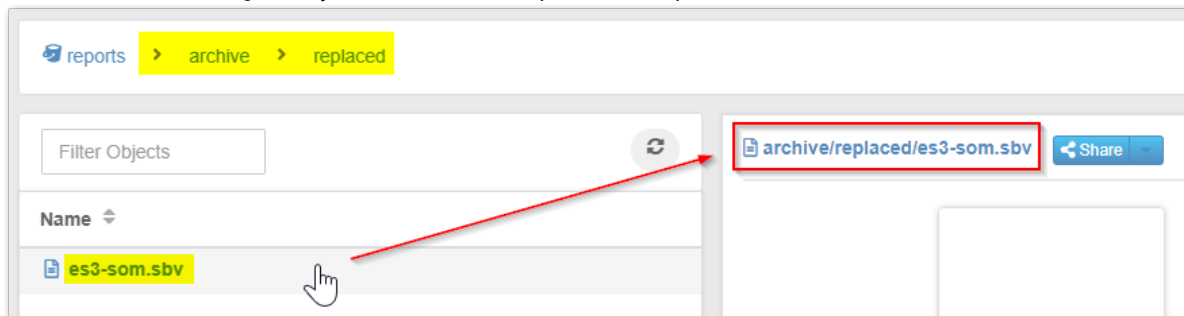 reports > archive > replaced
Filter Objects
Name
es3-som.sbv
archive/replaced/es3-som.sbv Share